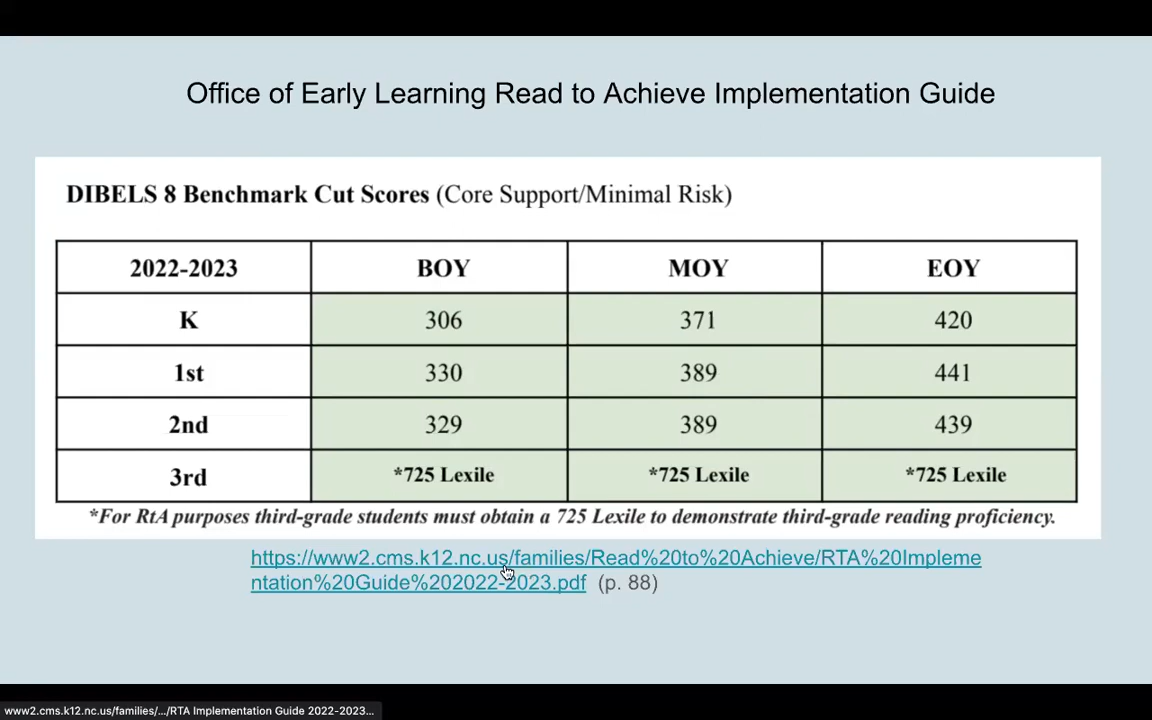 Office of Early Learning Read to Achieve Implementation Guide
DIBELS 8 Benchmark Cut Scores (Core Support/Minimal Risk)
2022-2023 BOY MOY EOY
K 306 371 420
1st 330 389 441
2nd 329 389 439
3rd *725 Lexile *725 Lexile *725 Lexile
*For RtA purposes third-grade students must obtain a 725 Lexile to demonstrate third-grade reading proficiency.
https://www2.cms.k12.nc.us/families/Read%20to%20Achieve/RTA%20Impleme
ntation%20Guide%202022-2023.pdf (p. 88)
www2.cms.k12.nc.us/families/.../RTA Implementation Guide 2022-2023...